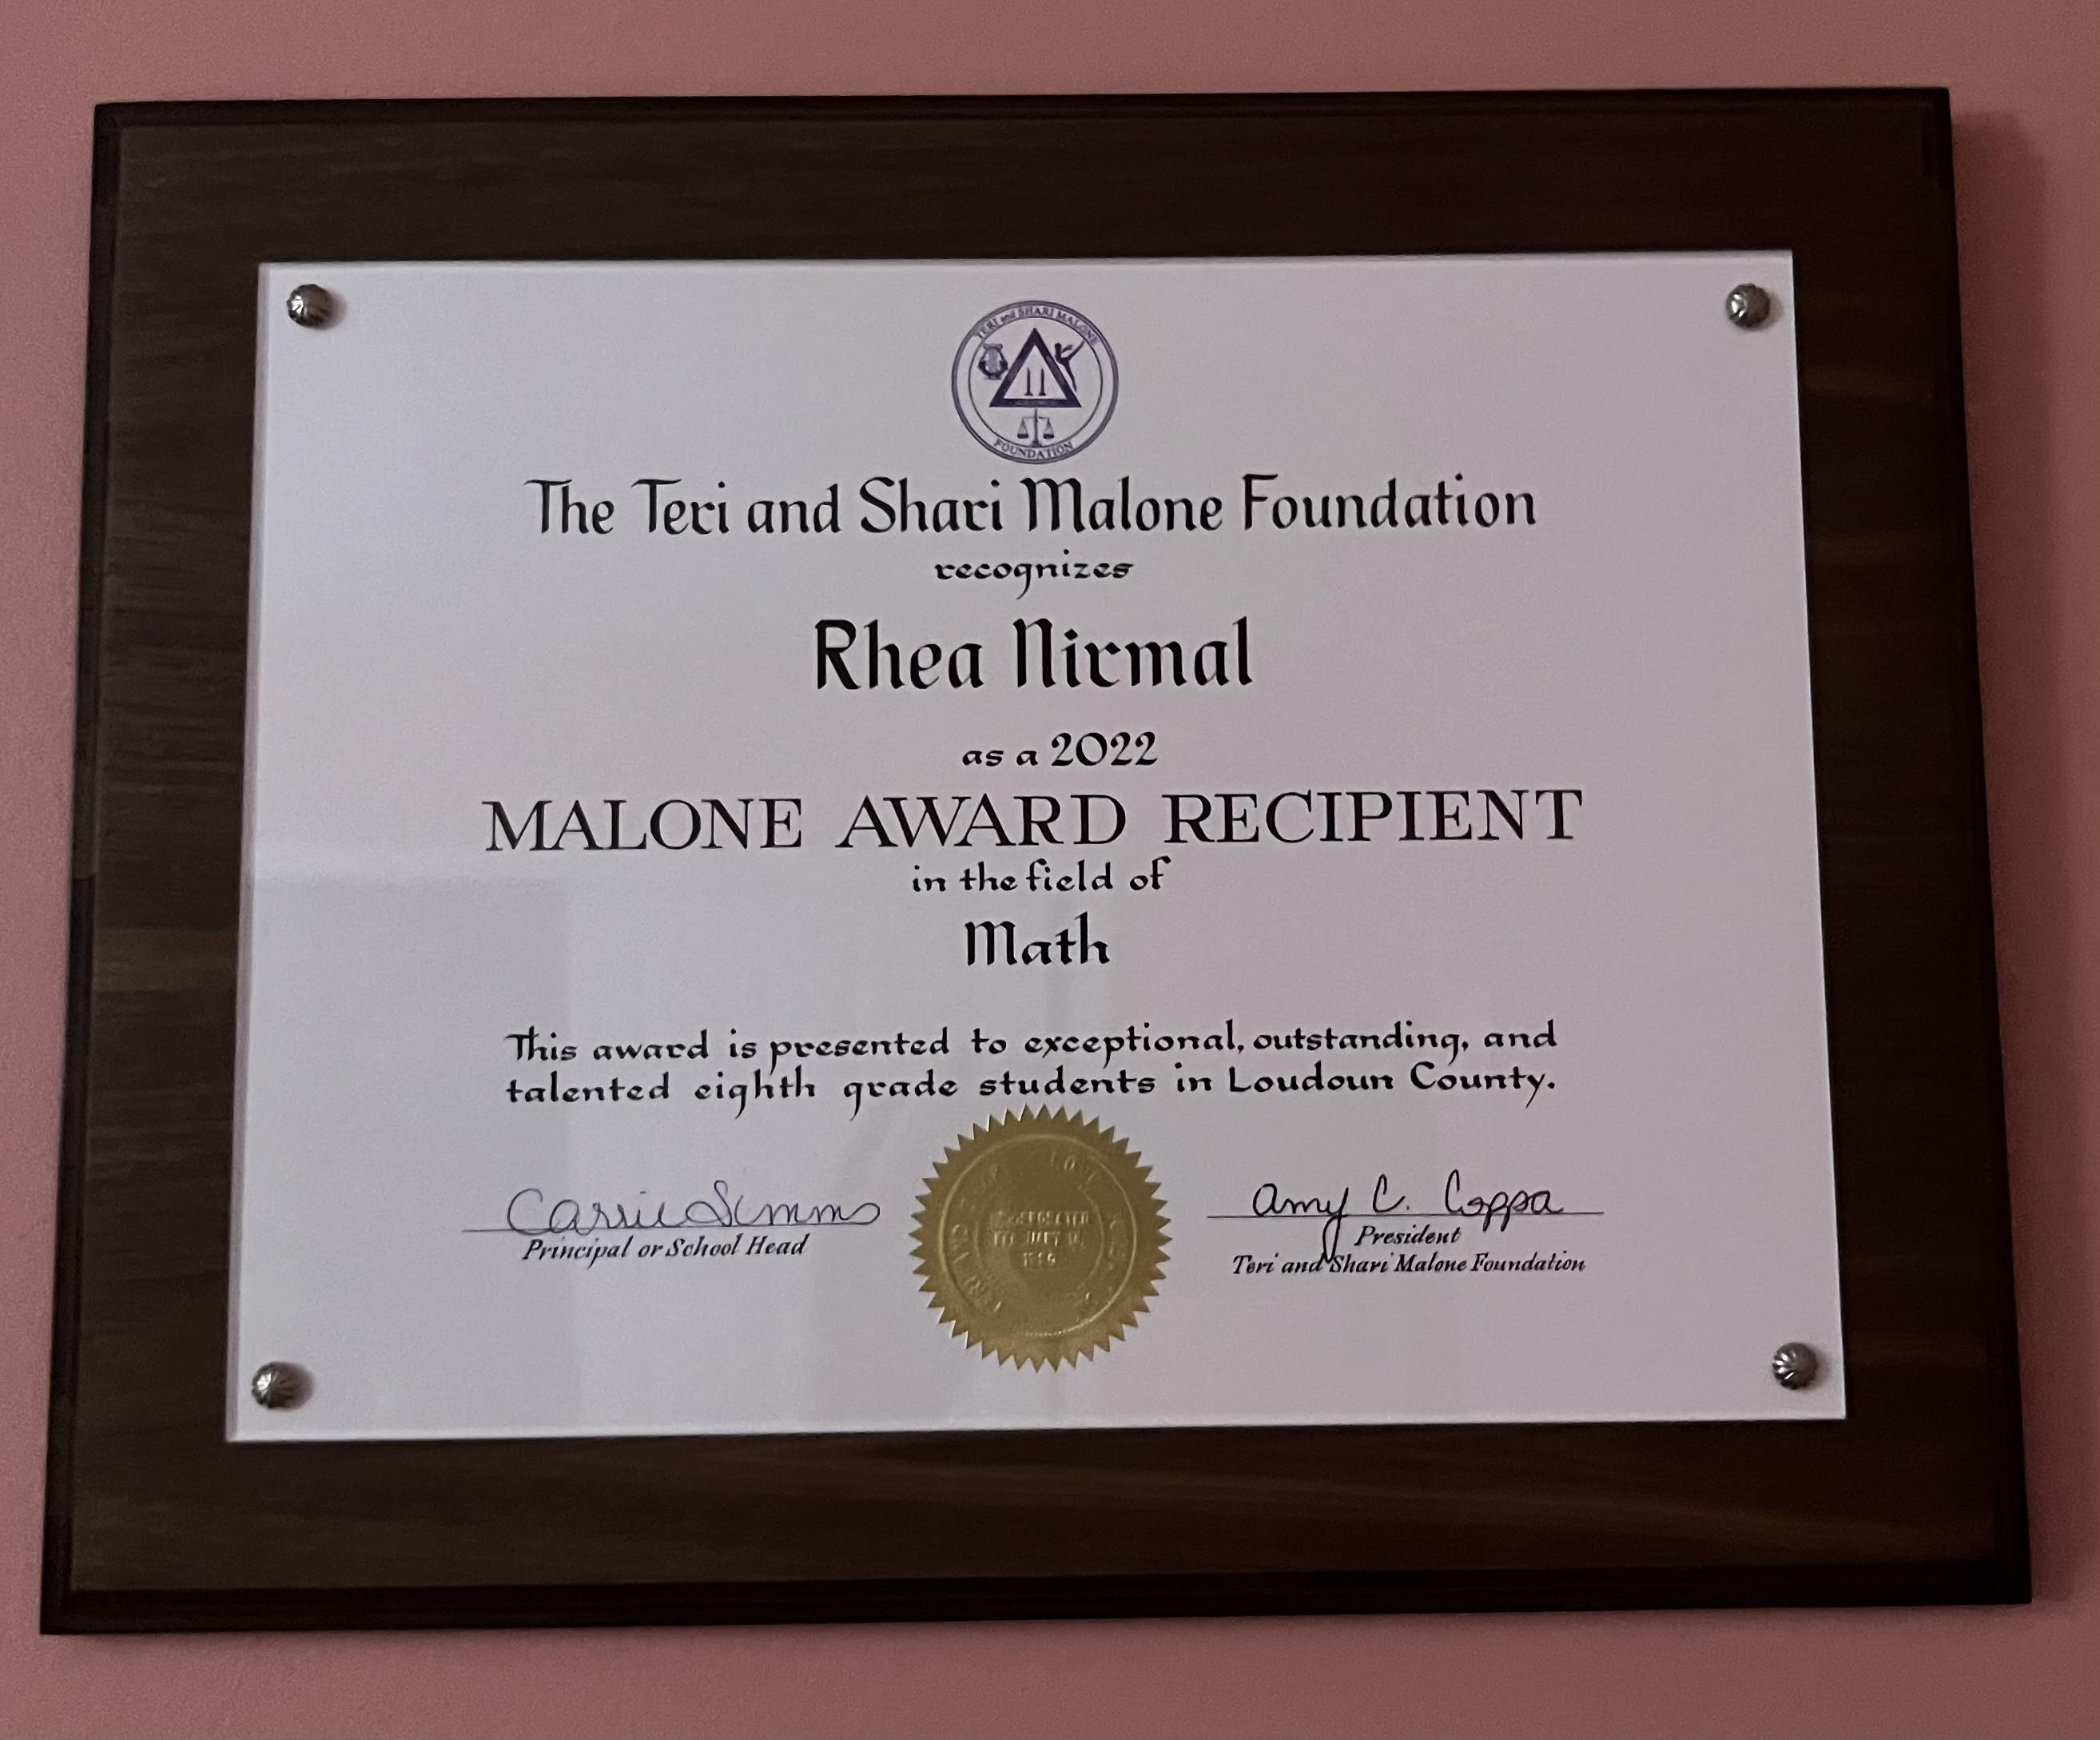 TERI and SHARI MALONE
FOUNDATION
The Teri and Shari Malone Foundation
recognizes
Rhea Nirmal
as a 2022
MALONE AWARD RECIPIENT
in the field of
Math
This award is presented to exceptional, outstanding, and
talented eighth grade students in Loudoun County.
Carrie Simms
Principal or School Head
Amy C. Coppa
President
Teri and Shari Malone Foundation